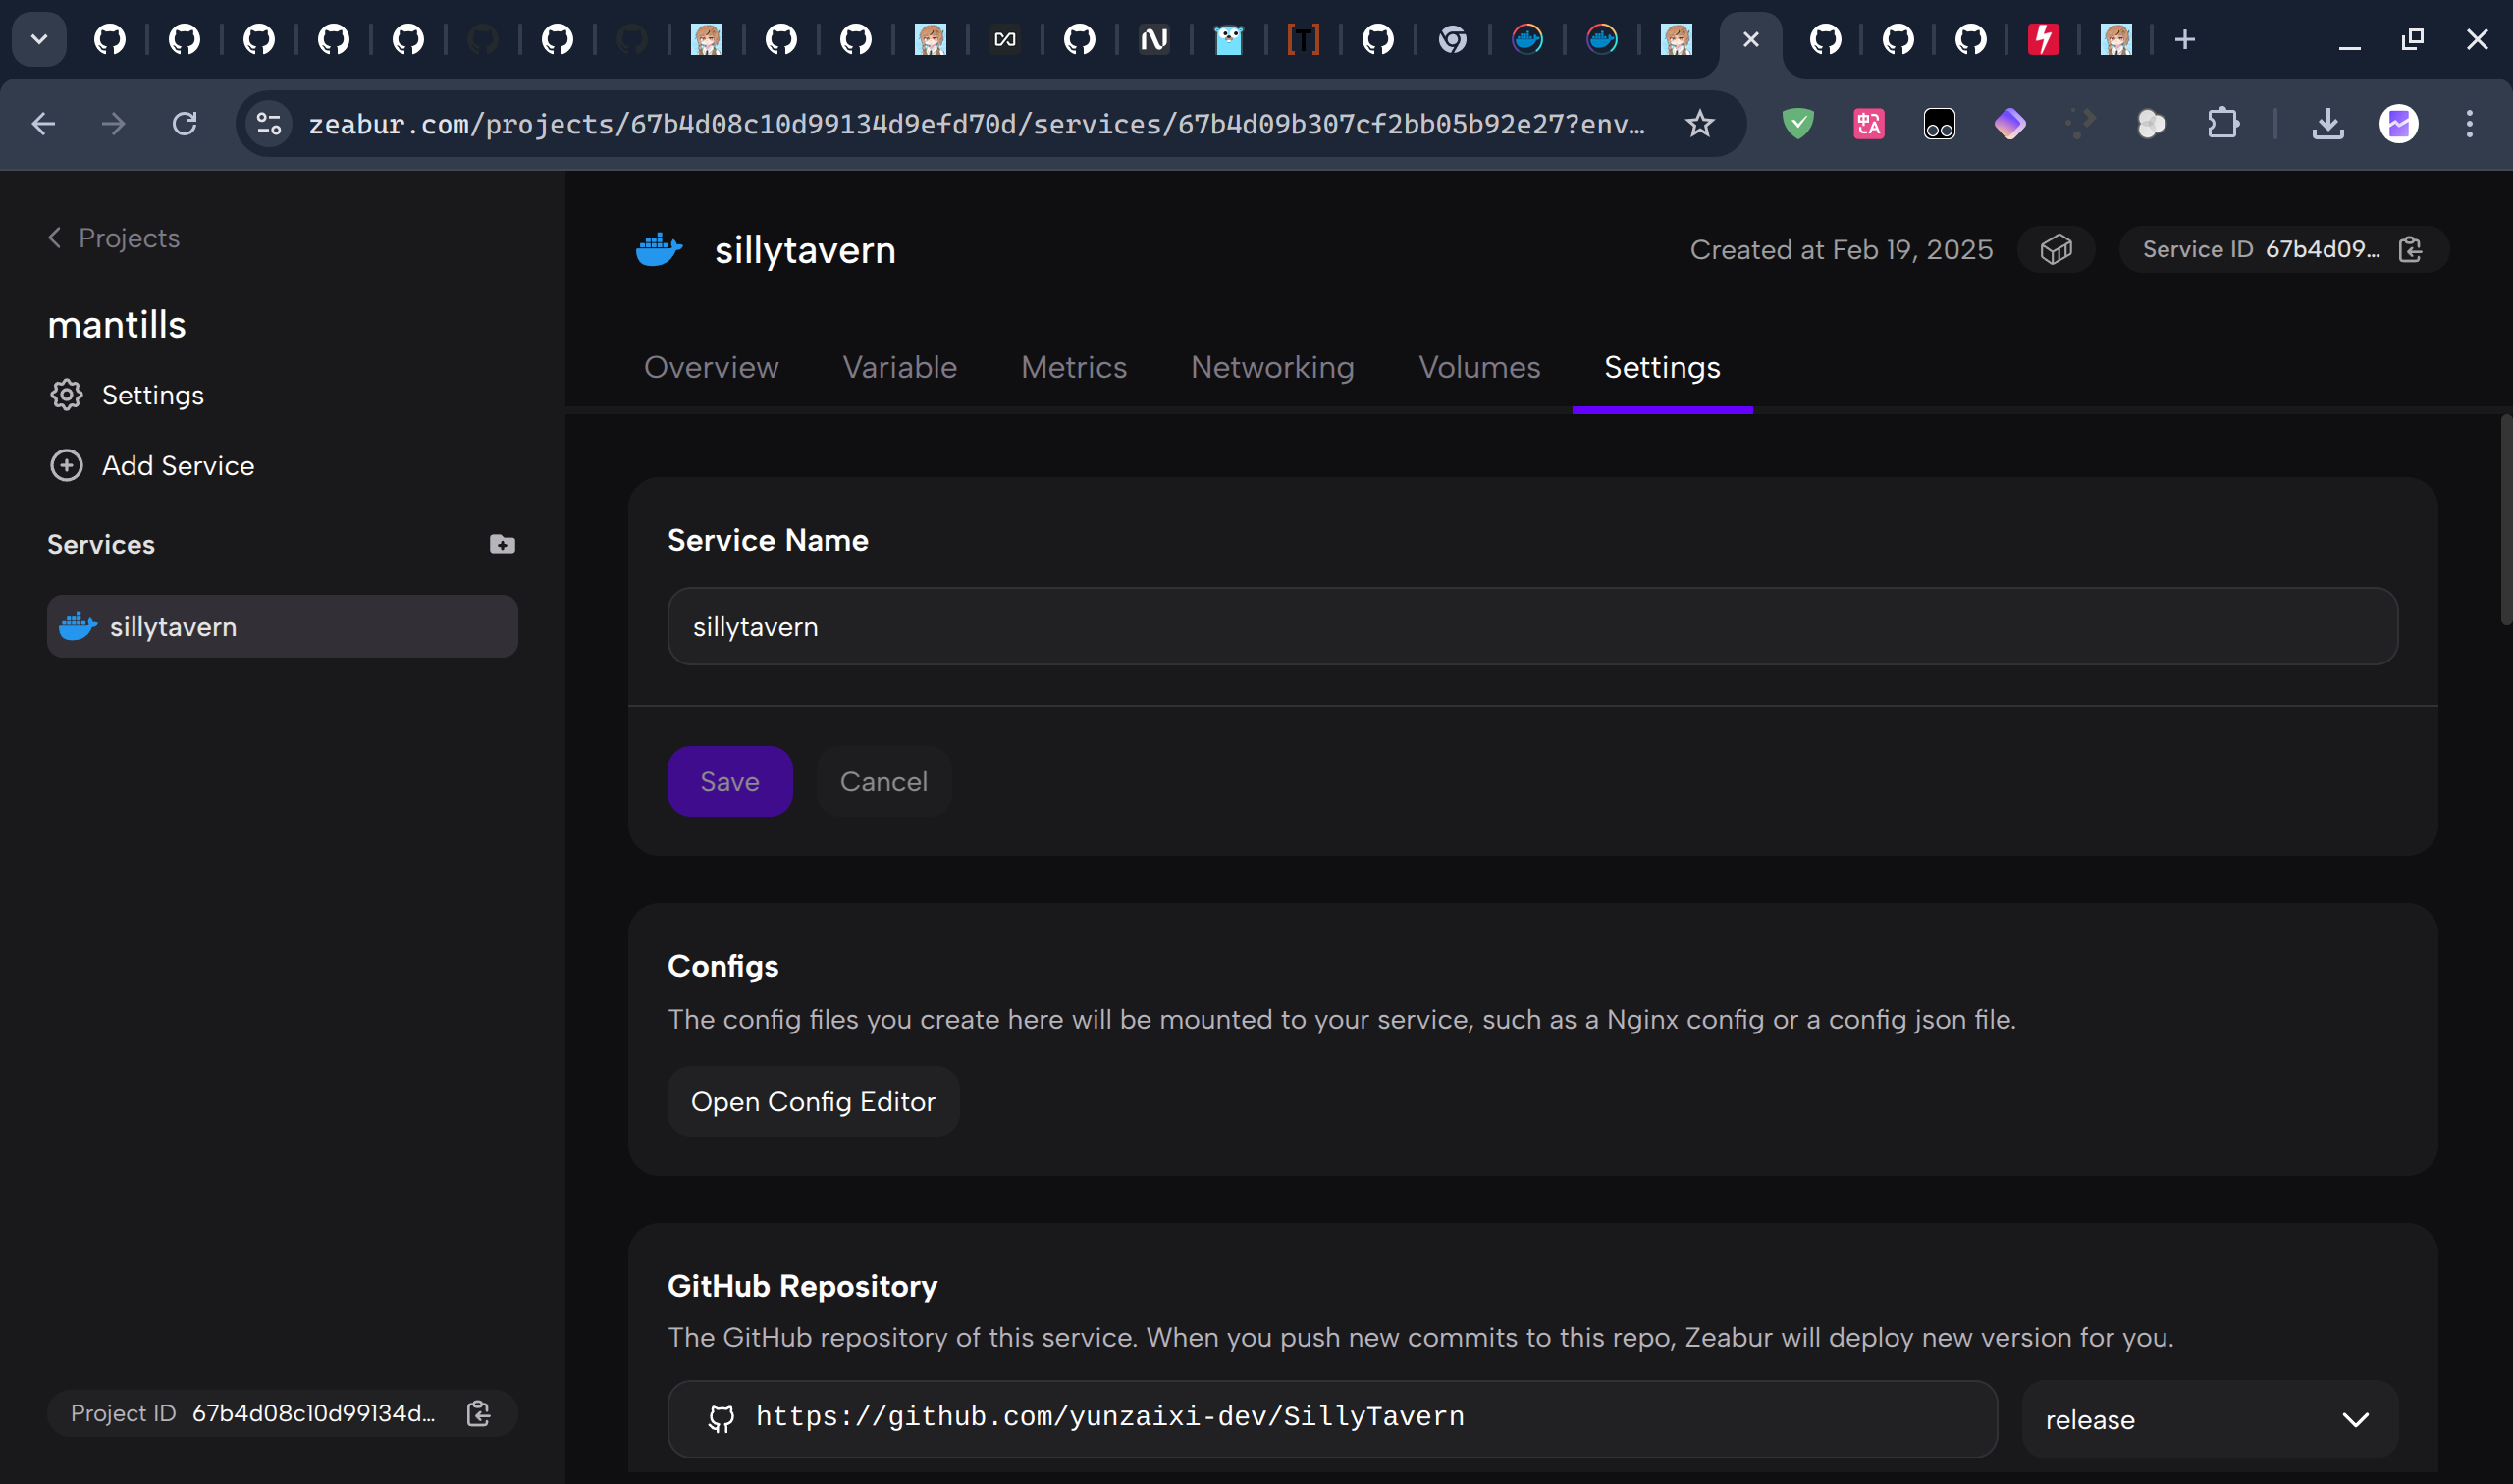 zeabur.com/projects/67b4d08c10d99134d9efd70d/services/67b4d09b307cf2bb05b92e27?env…
Projects
mantills
Settings
Add Service
Services
sillytavern
Project ID 67b4d08c10d99134d...
sillytavern
Created at Feb 19, 2025
Service ID 67b4d09...
Overview Variable Metrics Networking Volumes Settings
Service Name
sillytavern
Save Cancel
Configs
The config files you create here will be mounted to your service, such as a Nginx config or a config json file.
Open Config Editor
GitHub Repository
The GitHub repository of this service. When you push new commits to this repo, Zeabur will deploy new version for you.
https://github.com/yunzaixi-dev/SillyTavern
release